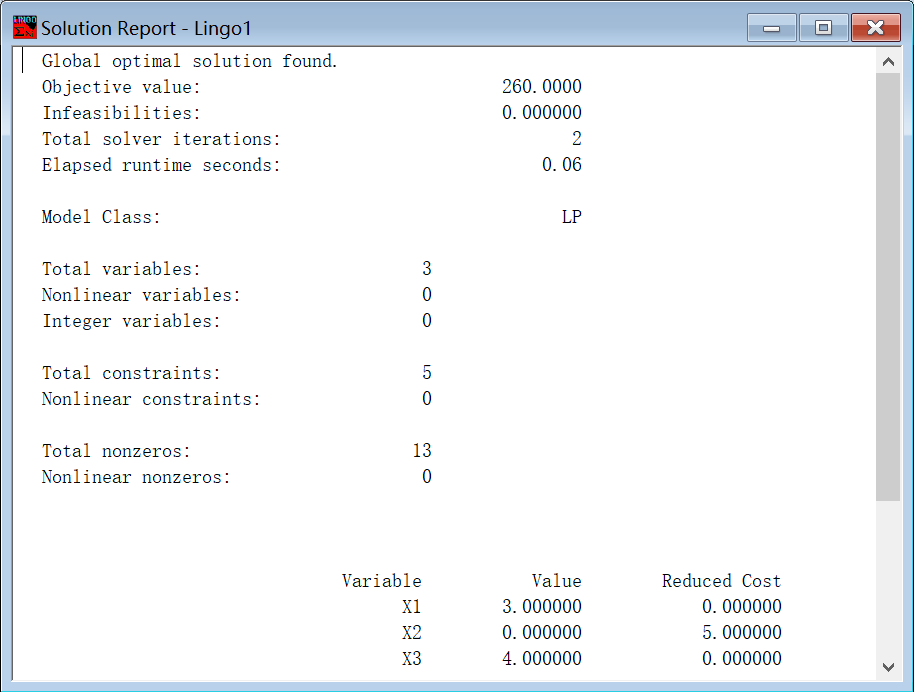 LINGO
Solution Report - Lingo1
Global optimal solution found.
Objective value: 260.0000
Infeasibilities: 0.000000
Total solver iterations: 2
Elapsed runtime seconds: 0.06
Model Class: LP
Total variables: 3
Nonlinear variables: 0
Integer variables: 0
Total constraints: 5
Nonlinear constraints: 0
Total nonzeros: 13
Nonlinear nonzeros: 0
Variable Value Reduced Cost
X1 3.000000 0.000000
X2 0.000000 5.000000
X3 4.000000 0.000000